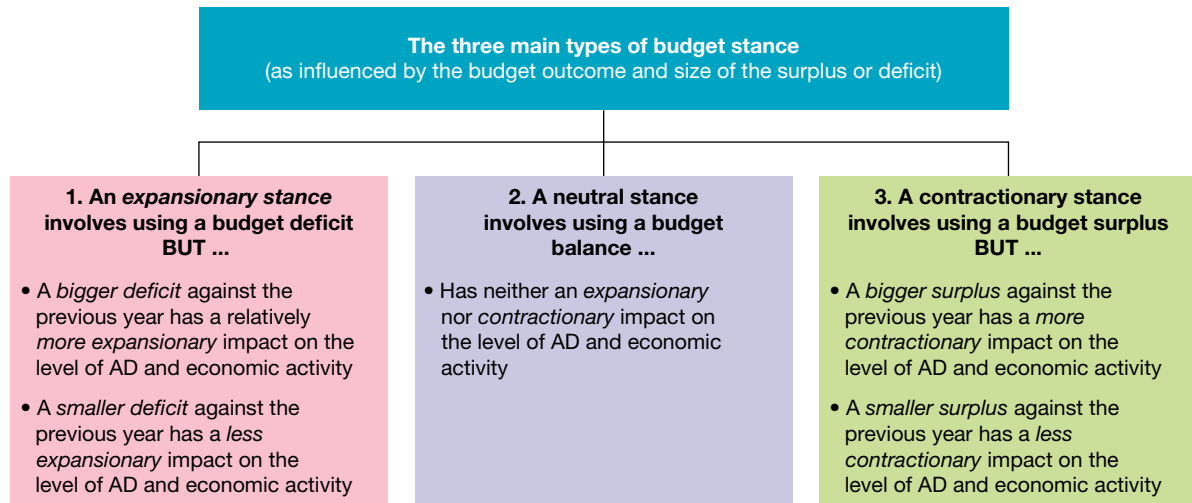 The three main types of budget stance
(as influenced by the budget outcome and size of the surplus or deficit)
1. An expansionary stance
involves using a budget deficit
BUT ...
• A bigger deficit against the
previous year has a relatively
more expansionary impact on the
level of AD and economic activity
• A smaller deficit against the
previous year has a less
expansionary impact on the
level of AD and economic activity
2. A neutral stance
involves using a budget
balance ...
• Has neither an expansionary
nor contractionary impact on
the level of AD and economic
activity
3. A contractionary stance
involves using a budget surplus
BUT ...
• A bigger surplus against the
previous year has a more
contractionary impact on the
level of AD and economic activity
• A smaller surplus against the
previous year has a less
contractionary impact on the
level of AD and economic activity